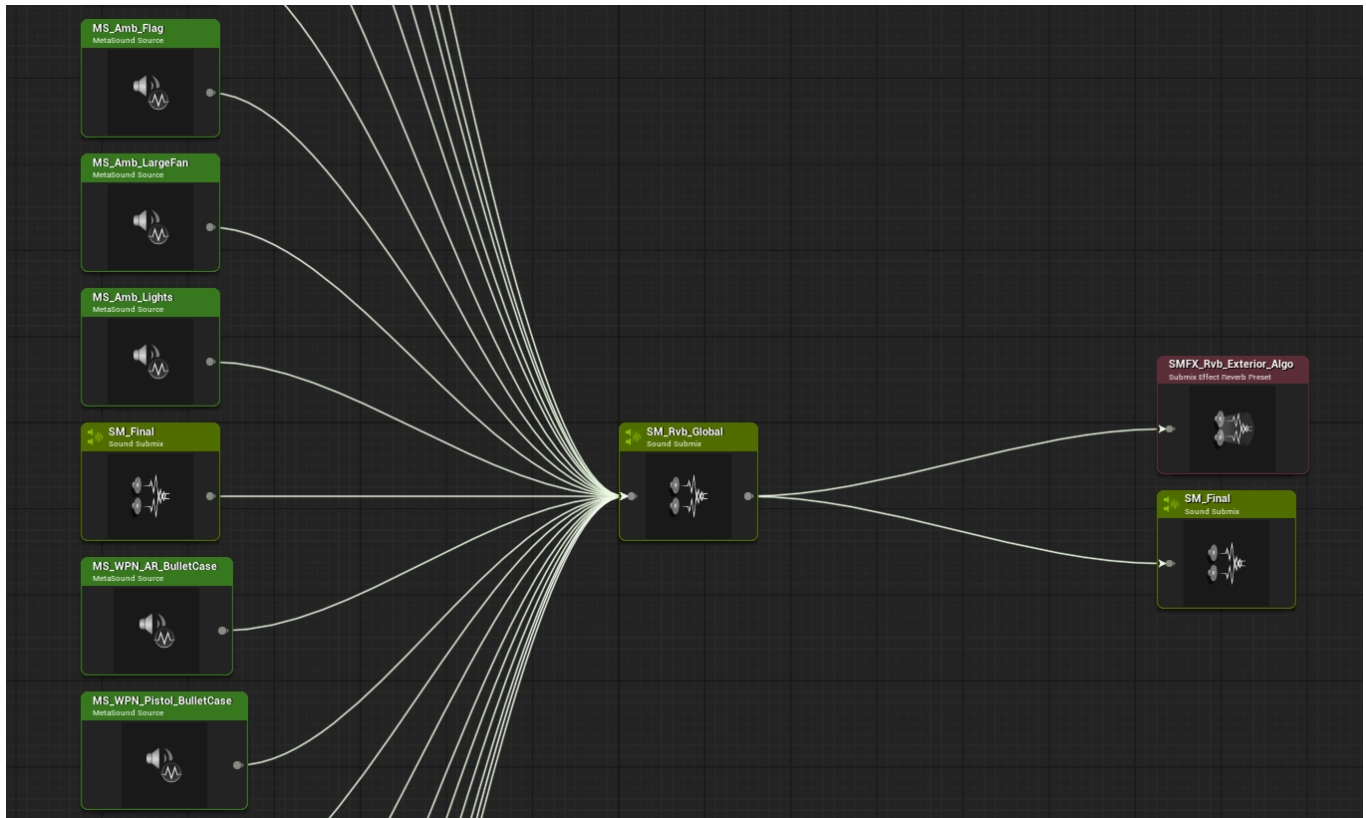 MS_Amb_Flag
MetaSound Source
MS_Amb_LargeFan
MetaSound Source
MS_Amb_Lights
MetaSound Source
SM_Final
Sound Submix
MS_WPN_AR_BulletCase
MetaSound Source
MS_WPN_Pistol_BulletCase
MetaSound Source
SM_Rvb_Global
Sound Submix
SMFX_Rvb_Exterior_Algo
Submix Effect Reverb Preset
SM_Final
Sound Submix